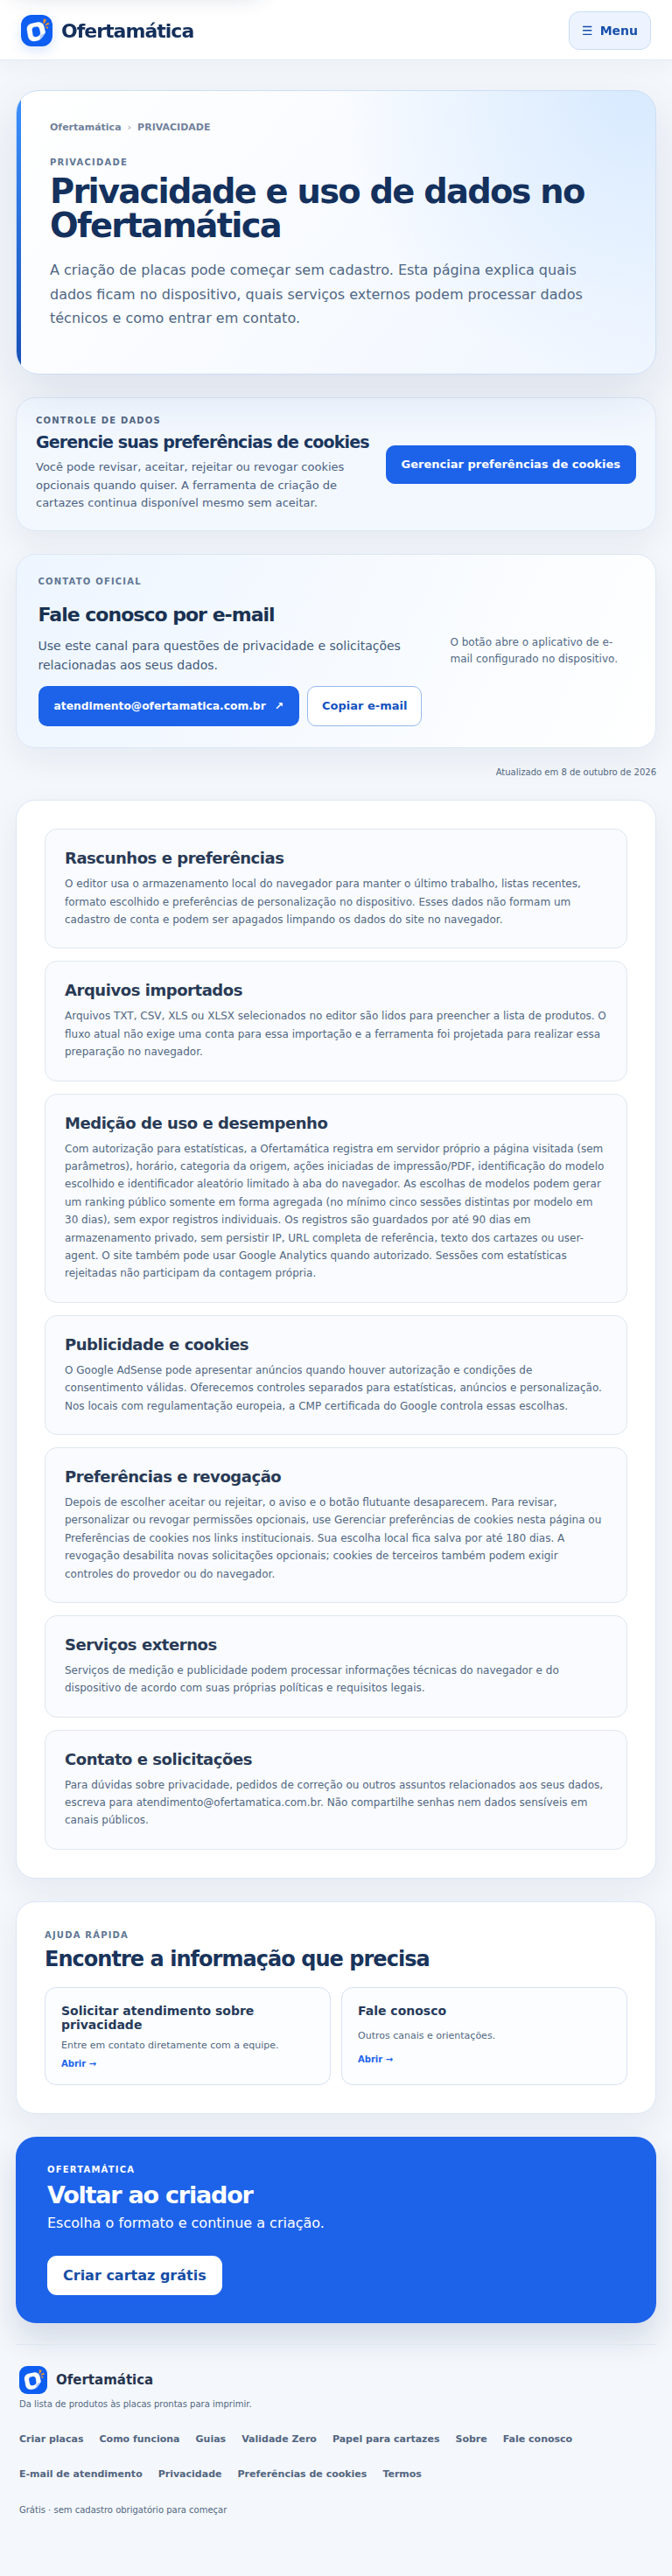 Ofertamática
☰ Menu
Ofertamática › PRIVACIDADE
PRIVACIDADE
Privacidade e uso de dados no
Ofertamática
A criação de placas pode começar sem cadastro. Esta página explica quais
dados ficam no dispositivo, quais serviços externos podem processar dados
técnicos e como entrar em contato.
CONTROLE DE DADOS
Gerencie suas preferências de cookies
Você pode revisar, aceitar, rejeitar ou revogar cookies
opcionais quando quiser. A ferramenta de criação de
cartazes continua disponível mesmo sem aceitar.
Gerenciar preferências de cookies
CONTATO OFICIAL
Fale conosco por e-mail
Use este canal para questões de privacidade e solicitações
relacionadas aos seus dados.
atendimento@ofertamatica.com.br ↗
Copiar e-mail
O botão abre o aplicativo de e-
mail configurado no dispositivo.
Atualizado em 8 de outubro de 2026
Rascunhos e preferências
O editor usa o armazenamento local do navegador para manter o último trabalho, listas recentes,
formato escolhido e preferências de personalização no dispositivo. Esses dados não formam um
cadastro de conta e podem ser apagados limpando os dados do site no navegador.
Arquivos importados
Arquivos TXT, CSV, XLS ou XLSX selecionados no editor são lidos para preencher a lista de produtos. O
fluxo atual não exige uma conta para essa importação e a ferramenta foi projetada para realizar essa
preparação no navegador.
Medição de uso e desempenho
Com autorização para estatísticas, a Ofertamática registra em servidor próprio a página visitada (sem
parâmetros), horário, categoria da origem, ações iniciadas de impressão/PDF, identificação do modelo
escolhido e identificador aleatório limitado à aba do navegador. As escolhas de modelos podem gerar
um ranking público somente em forma agregada (no mínimo cinco sessões distintas por modelo em
30 dias), sem expor registros individuais. Os registros são guardados por até 90 dias em
armazenamento privado, sem persistir IP, URL completa de referência, texto dos cartazes ou user-
agent. O site também pode usar Google Analytics quando autorizado. Sessões com estatísticas
rejeitadas não participam da contagem própria.
Publicidade e cookies
O Google AdSense pode apresentar anúncios quando houver autorização e condições de
consentimento válidas. Oferecemos controles separados para estatísticas, anúncios e personalização.
Nos locais com regulamentação europeia, a CMP certificada do Google controla essas escolhas.
Preferências e revogação
Depois de escolher aceitar ou rejeitar, o aviso e o botão flutuante desaparecem. Para revisar,
personalizar ou revogar permissões opcionais, use Gerenciar preferências de cookies nesta página ou
Preferências de cookies nos links institucionais. Sua escolha local fica salva por até 180 dias. A
revogação desabilita novas solicitações opcionais; cookies de terceiros também podem exigir
controles do provedor ou do navegador.
Serviços externos
Serviços de medição e publicidade podem processar informações técnicas do navegador e do
dispositivo de acordo com suas próprias políticas e requisitos legais.
Contato e solicitações
Para dúvidas sobre privacidade, pedidos de correção ou outros assuntos relacionados aos seus dados,
escreva para atendimento@ofertamatica.com.br. Não compartilhe senhas nem dados sensíveis em
canais públicos.
AJUDA RÁPIDA
Encontre a informação que precisa
Solicitar atendimento sobre
privacidade
Entre em contato diretamente com a equipe.
Abrir →
Fale conosco
Outros canais e orientações.
Abrir →
OFERTAMÁTICA
Voltar ao criador
Escolha o formato e continue a criação.
Criar cartaz grátis
Ofertamática
Da lista de produtos às placas prontas para imprimir.
Criar placas Como funciona Guias Validade Zero Papel para cartazes Sobre Fale conosco
E-mail de atendimento Privacidade Preferências de cookies Termos
Grátis · sem cadastro obrigatório para começar